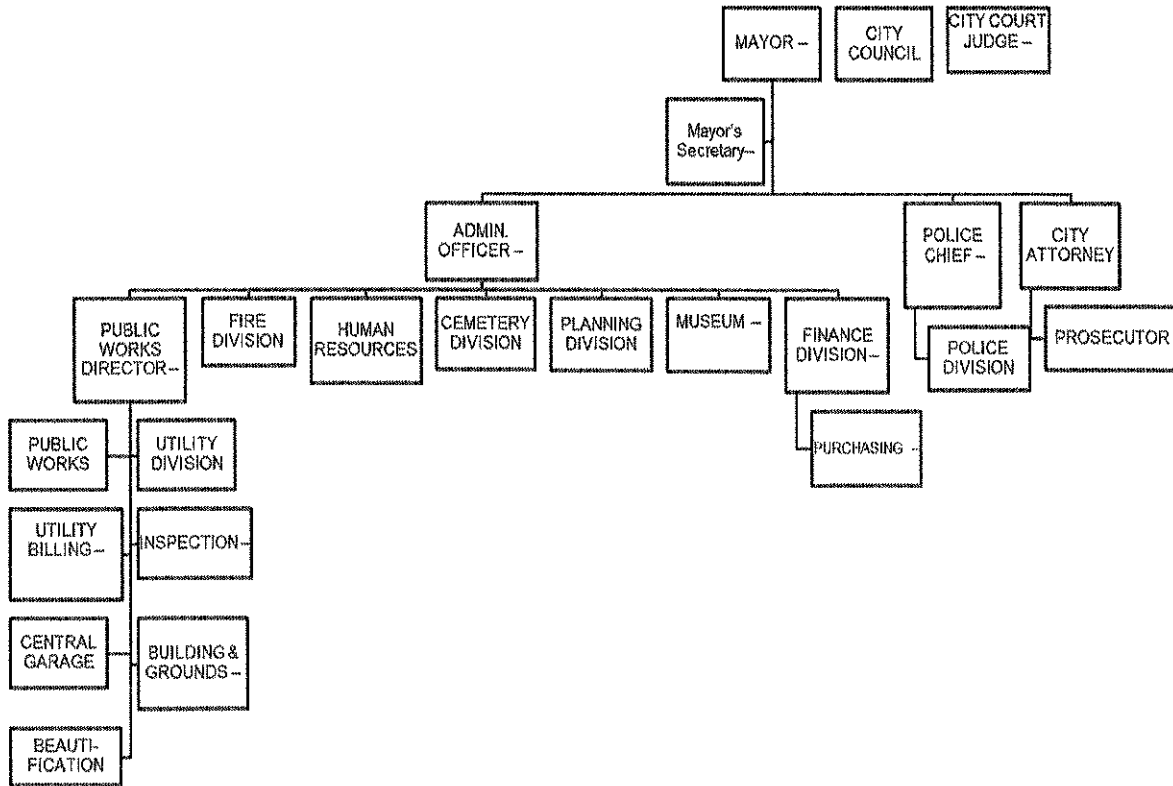 MAYOR –
CITY
COUNCIL
CITY COURT
JUDGE –
Mayor's
Secretary–
ADMIN.
OFFICER –
POLICE
CHIEF –
CITY
ATTORNEY
PUBLIC
WORKS
DIRECTOR–
FIRE
DIVISION
HUMAN
RESOURCES
CEMETERY
DIVISION
PLANNING
DIVISION
MUSEUM –
FINANCE
DIVISION–
POLICE
DIVISION
PROSECUTOR
PUBLIC
WORKS
UTILITY
DIVISION
PURCHASING –
UTILITY
BILLING–
INSPECTION–
CENTRAL
GARAGE
BUILDING &
GROUNDS –
BEAUTI-
FICATION